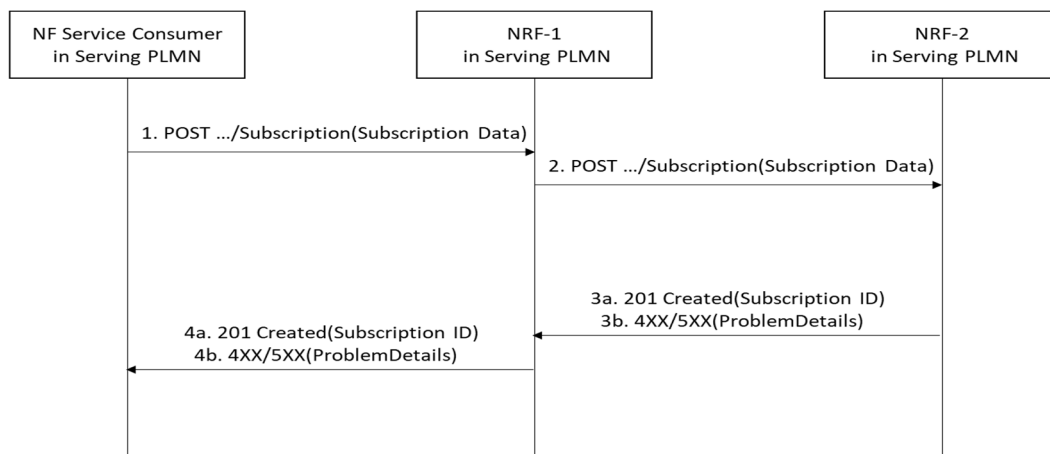 NF Service Consumer
in Serving PLMN
NRF-1
in Serving PLMN
NRF-2
in Serving PLMN
1. POST .../Subscription(Subscription Data)
2. POST .../Subscription(Subscription Data)
3a. 201 Created(Subscription ID)
3b. 4XX/5XX(ProblemDetails)
4a. 201 Created(Subscription ID)
4b. 4XX/5XX(ProblemDetails)